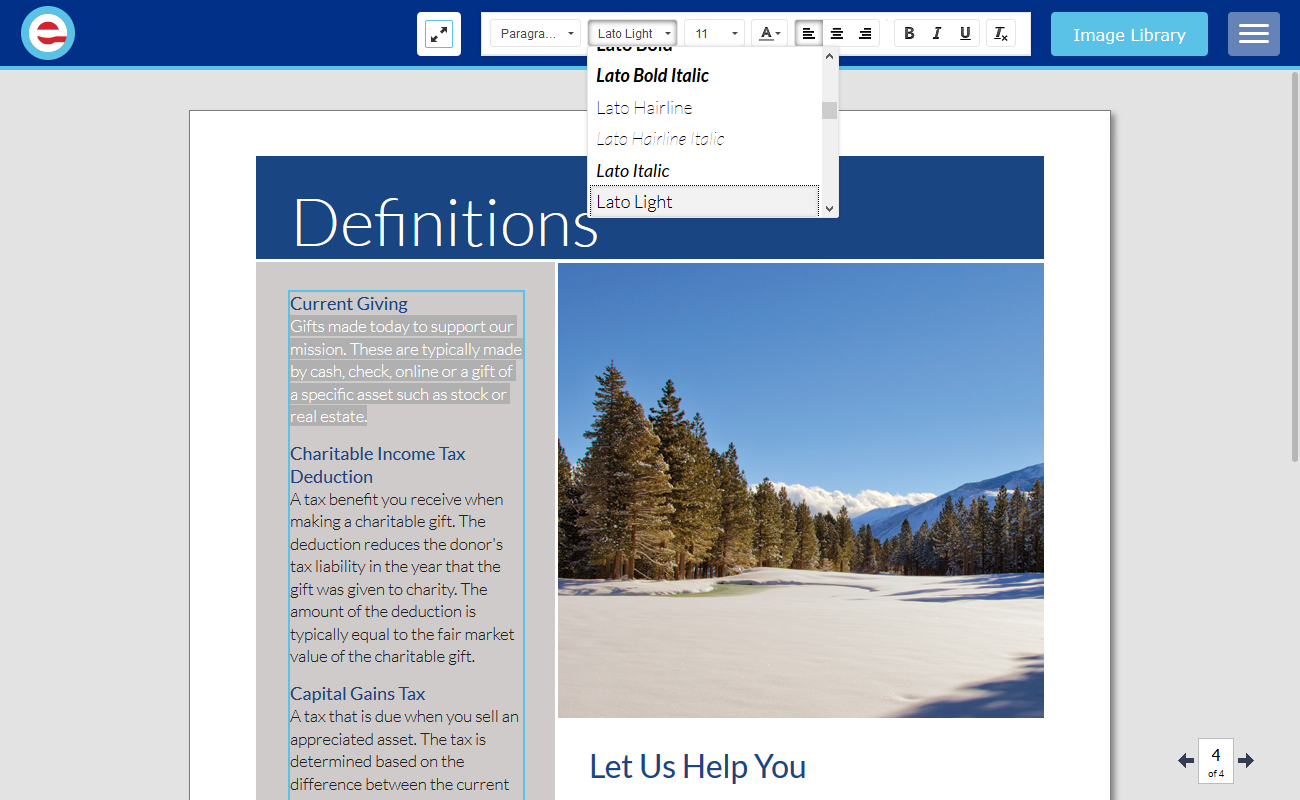 Paragra...
Lato Light
11
A
B
I
U
Tx
Image Library
Lato Bold
Lato Bold Italic
Lato Hairline
Lato Hairline Italic
Lato Italic
Lato Light
Definitions
Current Giving
Gifts made today to support our
mission. These are typically made
by cash, check, online or a gift of
a specific asset such as stock or
real estate.
Charitable Income Tax
Deduction
A tax benefit you receive when
making a charitable gift. The
deduction reduces the donor's
tax liability in the year that the
gift was given to charity. The
amount of the deduction is
typically equal to the fair market
value of the charitable gift.
Capital Gains Tax
A tax that is due when you sell an
appreciated asset. The tax is
determined based on the
difference between the current
Let Us Help You
4
of 4